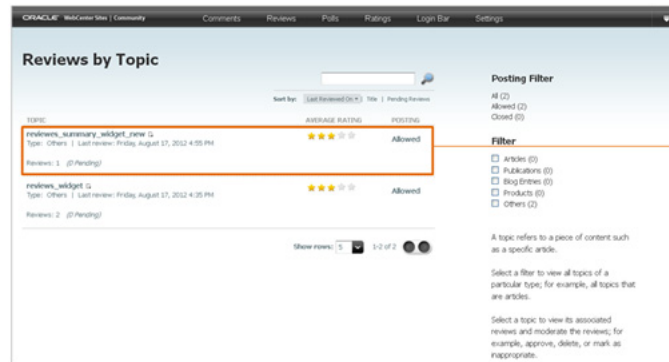 ORACLE WebCenter Sites | Community
Comments Reviews Polls Ratings Login Bar Settings
Reviews by Topic
Sort by: Last Reviewed On Title | Pending Reviews
TOPIC AVERAGE RATING POSTING
reviewes_summary_widget_new
Type: Others | Last review: Friday, August 17, 2012 4:55 PM
Allowed
Reviews: 1 (0 Pending)
reviews_widget
Type: Others | Last review: Friday, August 17, 2012 4:35 PM
Allowed
Reviews: 2 (0 Pending)
Show rows: 5 1-2 of 2
Posting Filter
All (2)
Allowed (2)
Closed (0)
Filter
Articles (0)
Publications (0)
Blog Entries (0)
Products (0)
Others (2)
A topic refers to a piece of content such
as a specific article.
Select a filter to view all topics of a
particular type; for example, all topics that
are articles.
Select a topic to view its associated
reviews and moderate the reviews; for
example, approve, delete, or mark as
inappropriate.